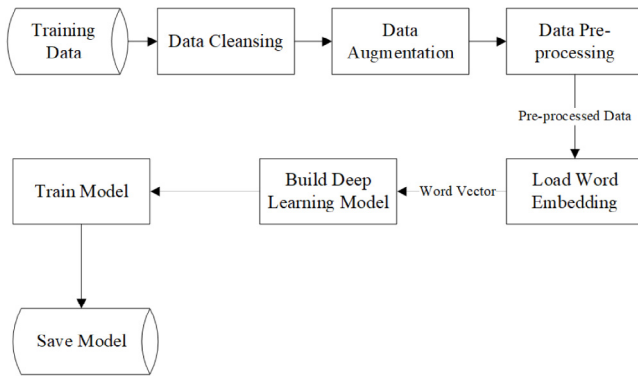 Training
Data
Data Cleansing
Data
Augmentation
Data Pre-
processing
Pre-processed Data
Load Word
Embedding
Word Vector
Build Deep
Learning Model
Train Model
Save Model